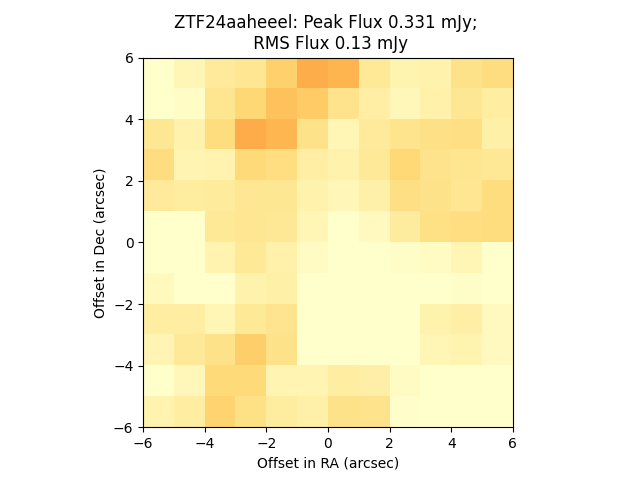 ZTF24aaheeel: Peak Flux 0.331 mJy;
RMS Flux 0.13 mJy
6
4
2
0
−2
−4
−6
Offset in Dec (arcsec)
−6 −4 −2 0 2 4 6
Offset in RA (arcsec)